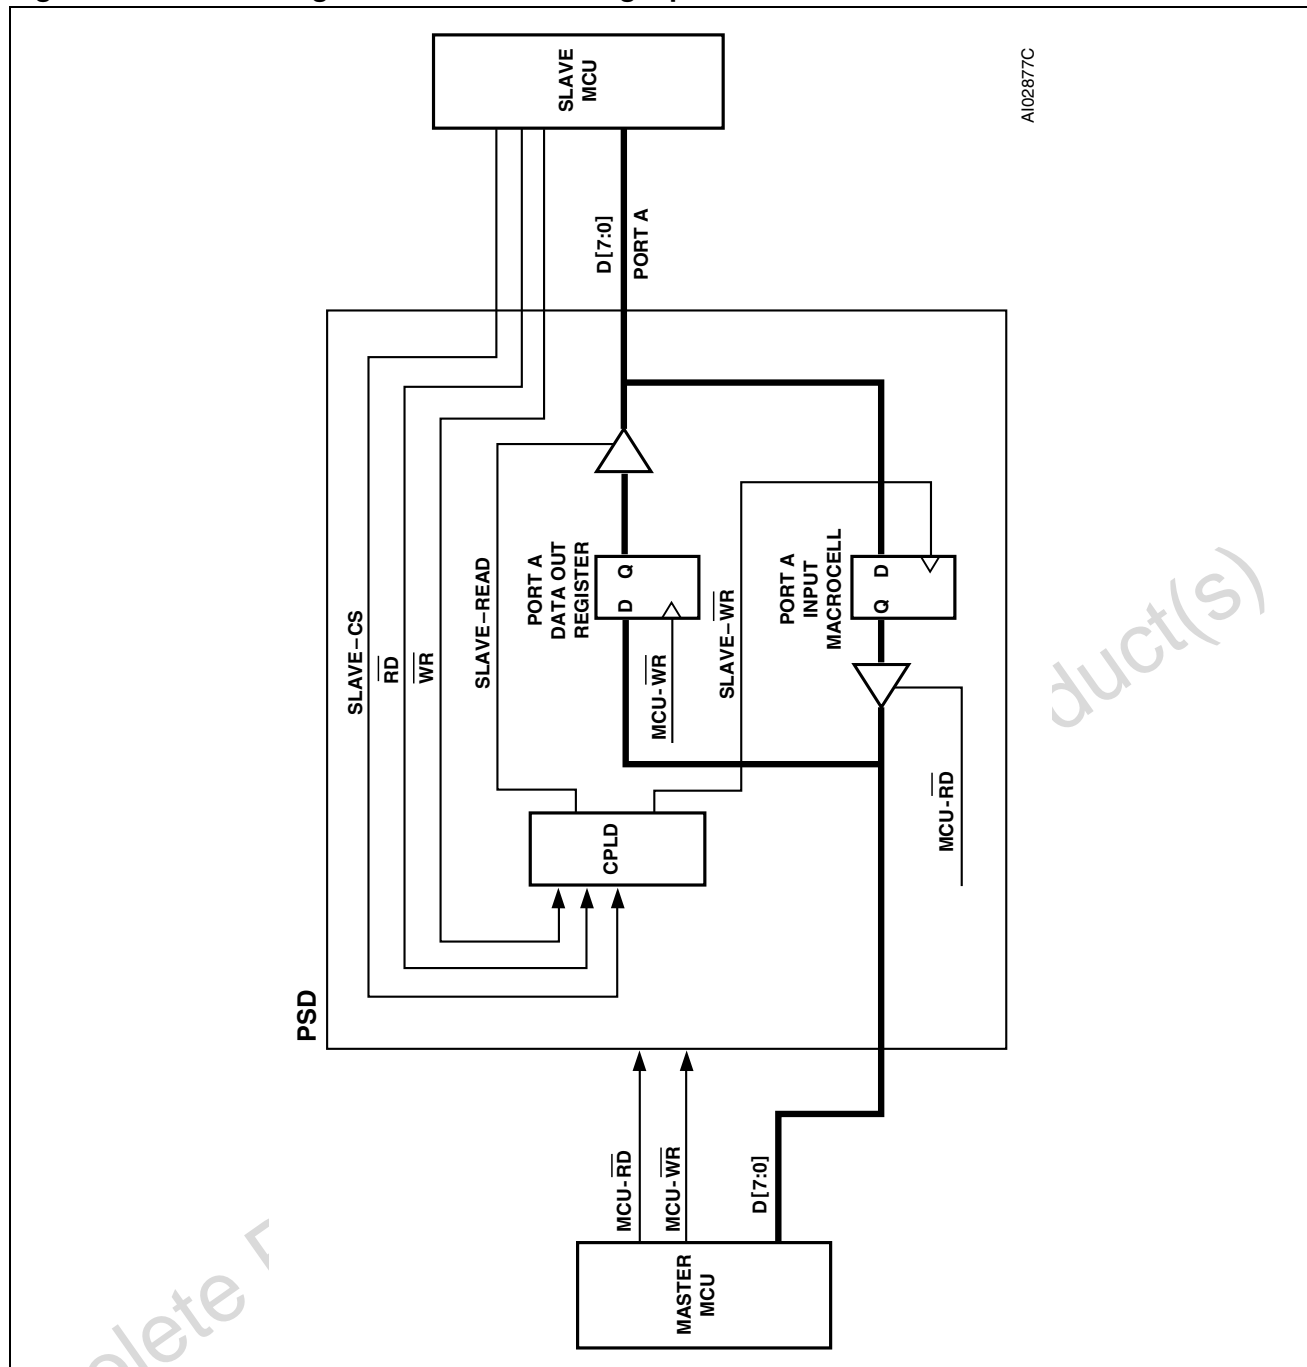 SLAVE
MCU
AI02877C
D[7:0]
PORT A
SLAVE–CS
RD
WR
SLAVE–READ
PORT A
DATA OUT
REGISTER
D Q
MCU-WR
SLAVE–WR
PORT A
INPUT
MACROCELL
Q D
MCU-RD
CPLD
PSD
MCU-RD
MCU-WR
D[7:0]
MASTER
MCU